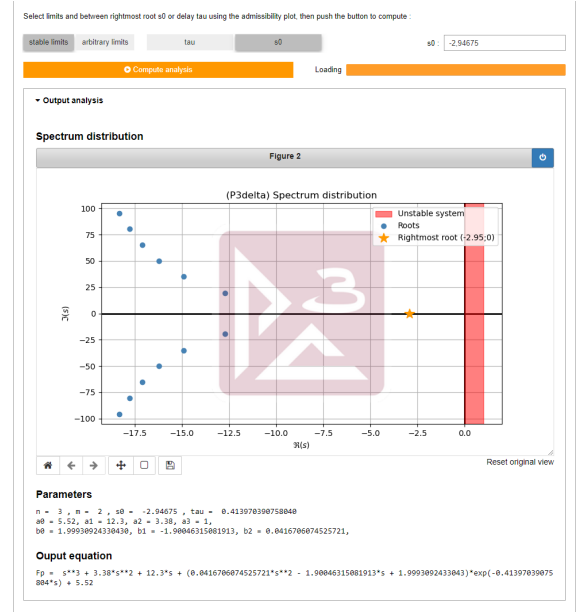 Select limits and between rightmost root s0 or delay tau using the admissibility plot, then push the button to compute :
stable limits arbitrary limits tau s0 s0 : -2,94675
Compute analysis Loading
Output analysis
Spectrum distribution
Figure 2
(P3delta) Spectrum distribution
Unstable system
Roots
Rightmost root (-2.95;0)
100
75
50
25
0
−25
−50
−75
−100
ℑ(s)
−17.5 −15.0 −12.5 −10.0 −7.5 −5.0 −2.5 0.0
ℜ(s)
3
Reset original view
Parameters
n = 3 , m = 2 , s0 = -2.94675 , tau = 0.413970390758040
a0 = 5.52, a1 = 12.3, a2 = 3.38, a3 = 1,
b0 = 1.99930924330430, b1 = -1.90046315081913, b2 = 0.0416706074525721,
Ouput equation
Fp = s**3 + 3.38*s**2 + 12.3*s + (0.0416706074525721*s**2 - 1.90046315081913*s + 1.9993092433043)*exp(-0.41397039075
804*s) + 5.52